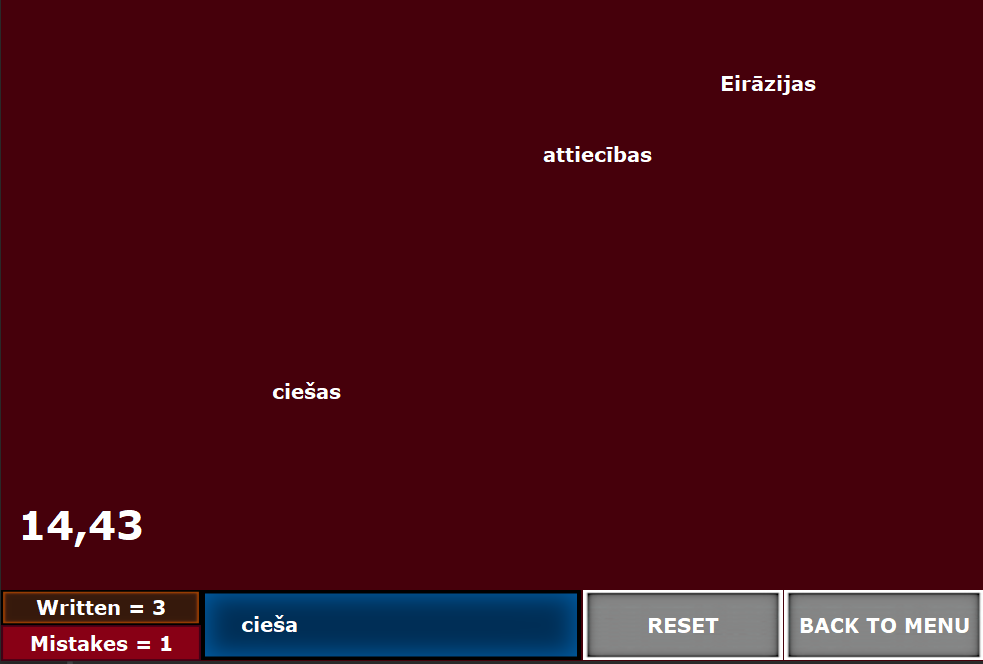 Eirāzijas
attiecības
ciešas
14,43
Written = 3
Mistakes = 1
cieša
RESET
BACK TO MENU